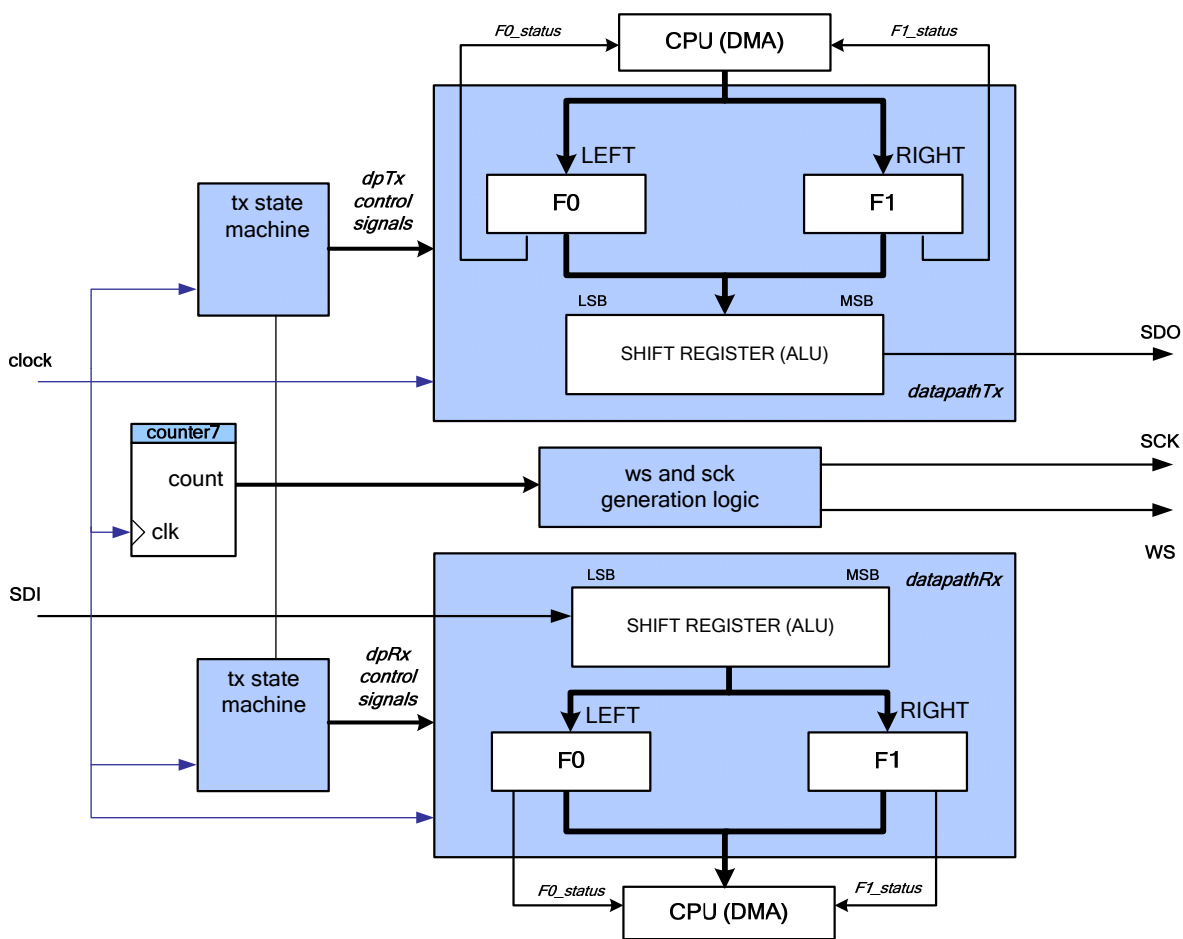 F0_status
CPU (DMA)
F1_status
LEFT
RIGHT
dpTx
control
signals
tx state
machine
F0
F1
LSB
MSB
SHIFT REGISTER (ALU)
SDO
clock
datapathTx
counter7
count
clk
ws and sck
generation logic
SCK
WS
SDI
LSB
MSB
datapathRx
SHIFT REGISTER (ALU)
tx state
machine
dpRx
control
signals
LEFT
RIGHT
F0
F1
F0_status
F1_status
CPU (DMA)